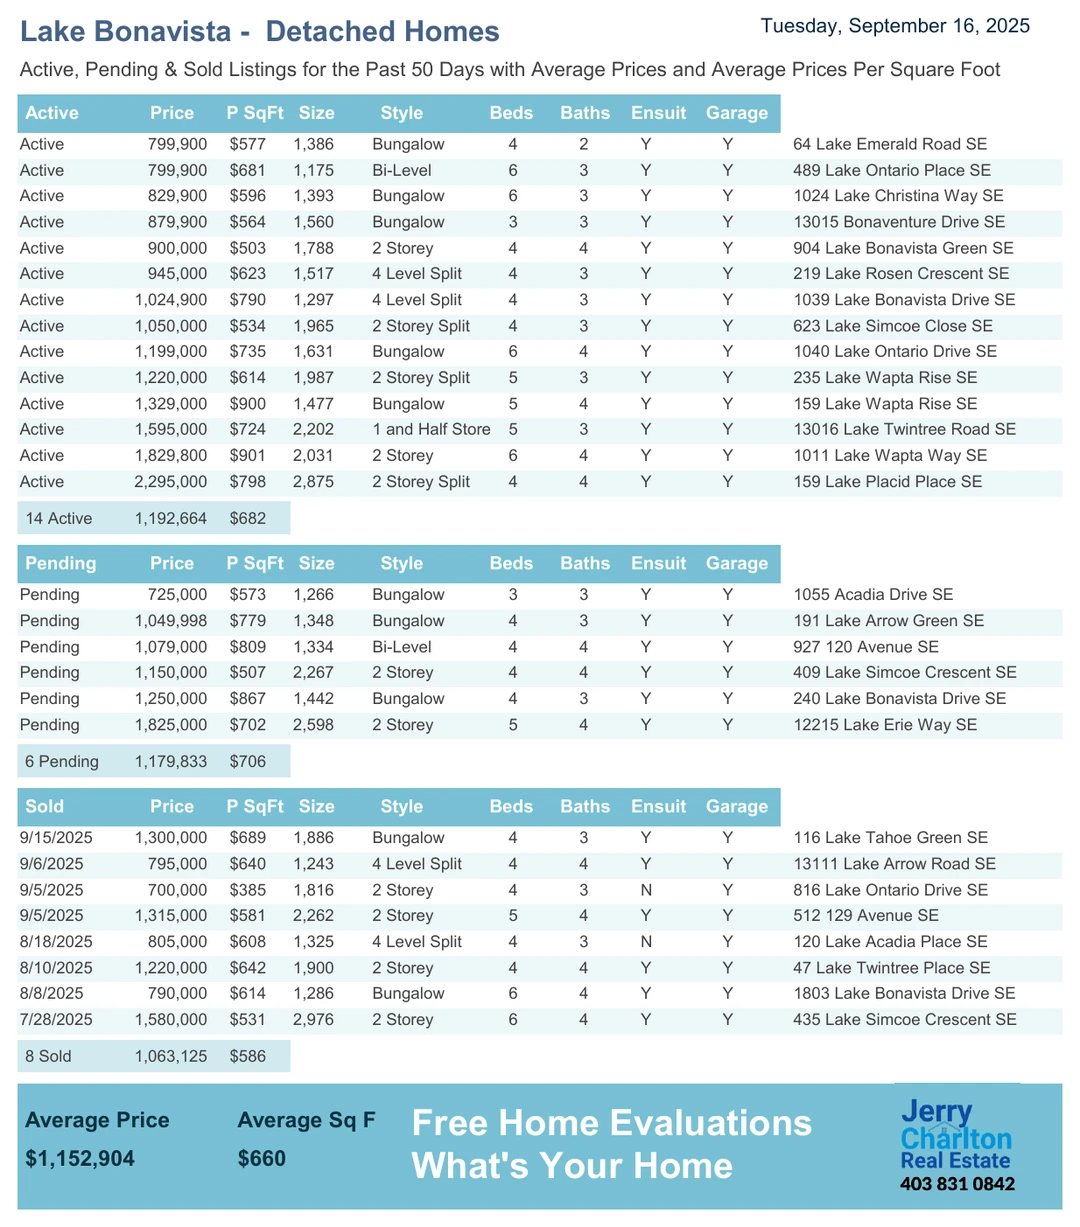 Lake Bonavista - Detached Homes
Tuesday, September 16, 2025
Active, Pending & Sold Listings for the Past 50 Days with Average Prices and Average Prices Per Square Foot
Active Price P SqFt Size Style Beds Baths Ensuit Garage
Active 799,900 $577 1,386 Bungalow 4 2 Y Y 64 Lake Emerald Road SE
Active 799,900 $681 1,175 Bi-Level 6 3 Y Y 489 Lake Ontario Place SE
Active 829,900 $596 1,393 Bungalow 6 3 Y Y 1024 Lake Christina Way SE
Active 879,900 $564 1,560 Bungalow 3 3 Y Y 13015 Bonaventure Drive SE
Active 900,000 $503 1,788 2 Storey 4 4 Y Y 904 Lake Bonavista Green SE
Active 945,000 $623 1,517 4 Level Split 4 3 Y Y 219 Lake Rosen Crescent SE
Active 1,024,900 $790 1,297 4 Level Split 4 3 Y Y 1039 Lake Bonavista Drive SE
Active 1,050,000 $534 1,965 2 Storey Split 4 3 Y Y 623 Lake Simcoe Close SE
Active 1,199,000 $735 1,631 Bungalow 6 4 Y Y 1040 Lake Ontario Drive SE
Active 1,220,000 $614 1,987 2 Storey Split 5 3 Y Y 235 Lake Wapta Rise SE
Active 1,329,000 $900 1,477 Bungalow 5 4 Y Y 159 Lake Wapta Rise SE
Active 1,595,000 $724 2,202 1 and Half Store 5 3 Y Y 13016 Lake Twintree Road SE
Active 1,829,800 $901 2,031 2 Storey 6 4 Y Y 1011 Lake Wapta Way SE
Active 2,295,000 $798 2,875 2 Storey Split 4 4 Y Y 159 Lake Placid Place SE
14 Active 1,192,664 $682
Pending Price P SqFt Size Style Beds Baths Ensuit Garage
Pending 725,000 $573 1,266 Bungalow 3 3 Y Y 1055 Acadia Drive SE
Pending 1,049,998 $779 1,348 Bungalow 4 3 Y Y 191 Lake Arrow Green SE
Pending 1,079,000 $809 1,334 Bi-Level 4 4 Y Y 927 120 Avenue SE
Pending 1,150,000 $507 2,267 2 Storey 4 4 Y Y 409 Lake Simcoe Crescent SE
Pending 1,250,000 $867 1,442 Bungalow 4 3 Y Y 240 Lake Bonavista Drive SE
Pending 1,825,000 $702 2,598 2 Storey 5 4 Y Y 12215 Lake Erie Way SE
6 Pending 1,179,833 $706
Sold Price P SqFt Size Style Beds Baths Ensuit Garage
9/15/2025 1,300,000 $689 1,886 Bungalow 4 3 Y Y 116 Lake Tahoe Green SE
9/6/2025 795,000 $640 1,243 4 Level Split 4 4 Y Y 13111 Lake Arrow Road SE
9/5/2025 700,000 $385 1,816 2 Storey 4 3 N Y 816 Lake Ontario Drive SE
9/5/2025 1,315,000 $581 2,262 2 Storey 5 4 Y Y 512 129 Avenue SE
8/18/2025 805,000 $608 1,325 4 Level Split 4 3 N Y 120 Lake Acadia Place SE
8/10/2025 1,220,000 $642 1,900 2 Storey 4 4 Y Y 47 Lake Twintree Place SE
8/8/2025 790,000 $614 1,286 Bungalow 6 4 Y Y 1803 Lake Bonavista Drive SE
7/28/2025 1,580,000 $531 2,976 2 Storey 6 4 Y Y 435 Lake Simcoe Crescent SE
8 Sold 1,063,125 $586
Average Price Average Sq F
$1,152,904 $660
Free Home Evaluations
What's Your Home
Jerry
Charlton
Real Estate
403 831 0842